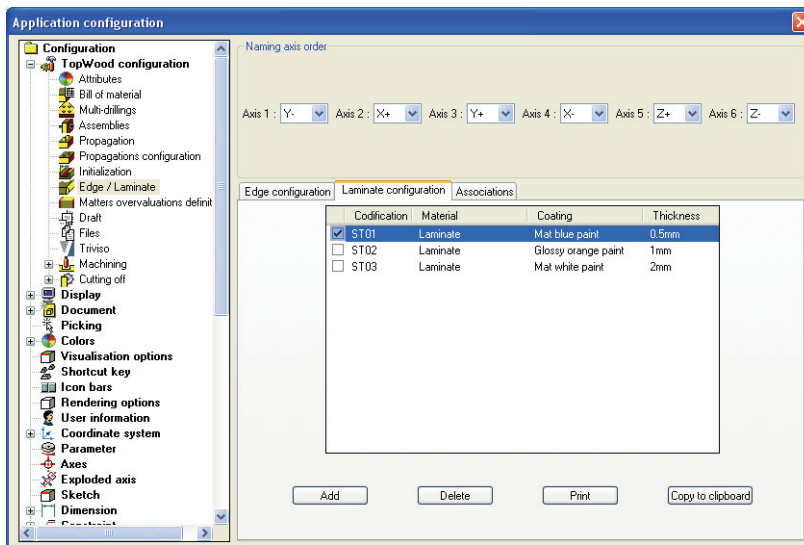 Application configuration
Configuration
TopWood configuration
Attributes
Bill of material
Multi-drillings
Assemblies
Propagation
Propagations configuration
Initialization
Edge / Laminate
Matters overvaluations definit
Draft
Files
Triviso
Machining
Cutting off
Display
Document
Picking
Colors
Visualisation options
Shortcut key
Icon bars
Rendering options
User information
Coordinate system
Parameter
Axes
Exploded axis
Sketch
Dimension
Naming axis order
Axis 1 : Y- Axis 2 : X+ Axis 3 : Y+ Axis 4 : X- Axis 5 : Z+ Axis 6 : Z-
Edge configuration Laminate configuration Associations
Codification Material Coating Thickness
ST01 Laminate Mat blue paint 0.5mm
ST02 Laminate Glossy orange paint 1mm
ST03 Laminate Mat white paint 2mm
Add Delete Print Copy to clipboard